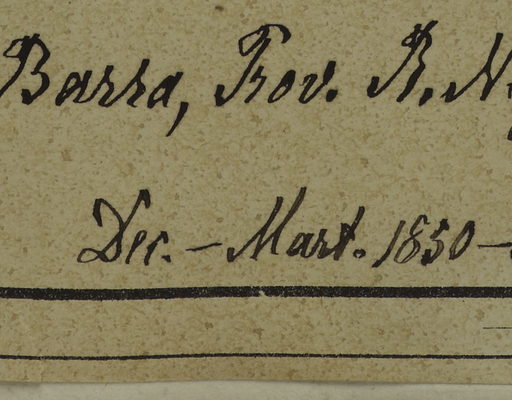 Barra, Prov. R. N
Dec. – Mart. 1850 –